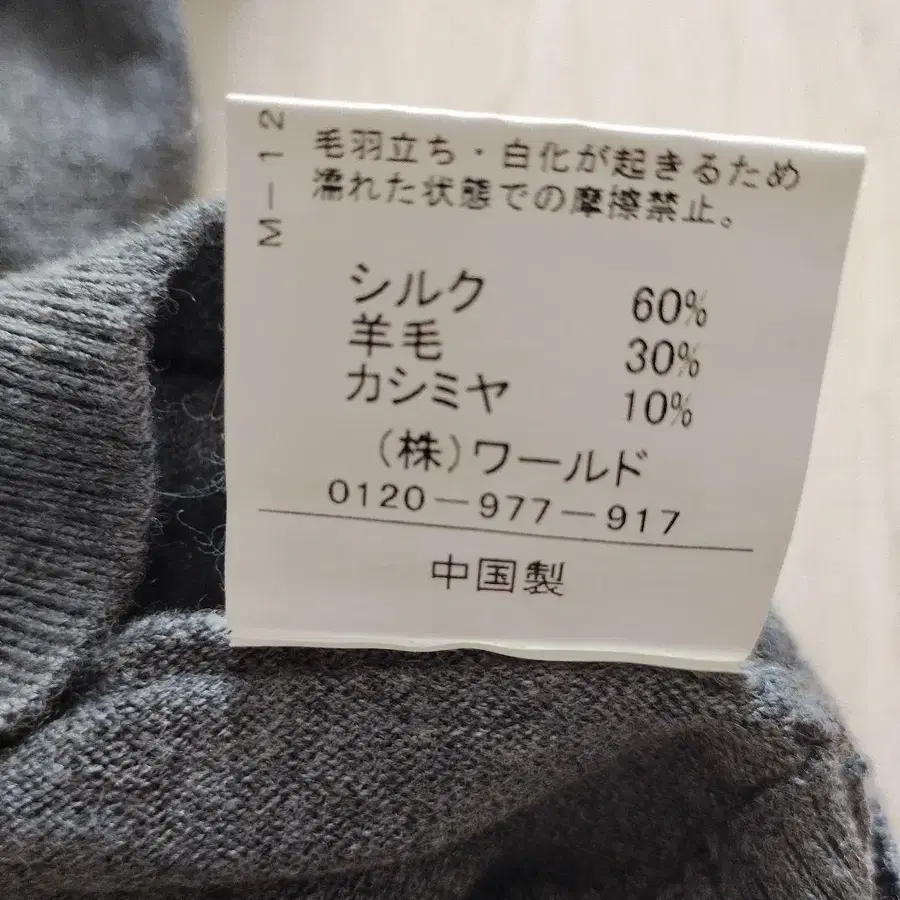 M－12
毛羽立ち・白化が起きるため
濡れた状態での摩擦禁止。
シルク 60%
羊毛 30%
カシミヤ 10%
（株）ワールド
0120－977－917
中国製